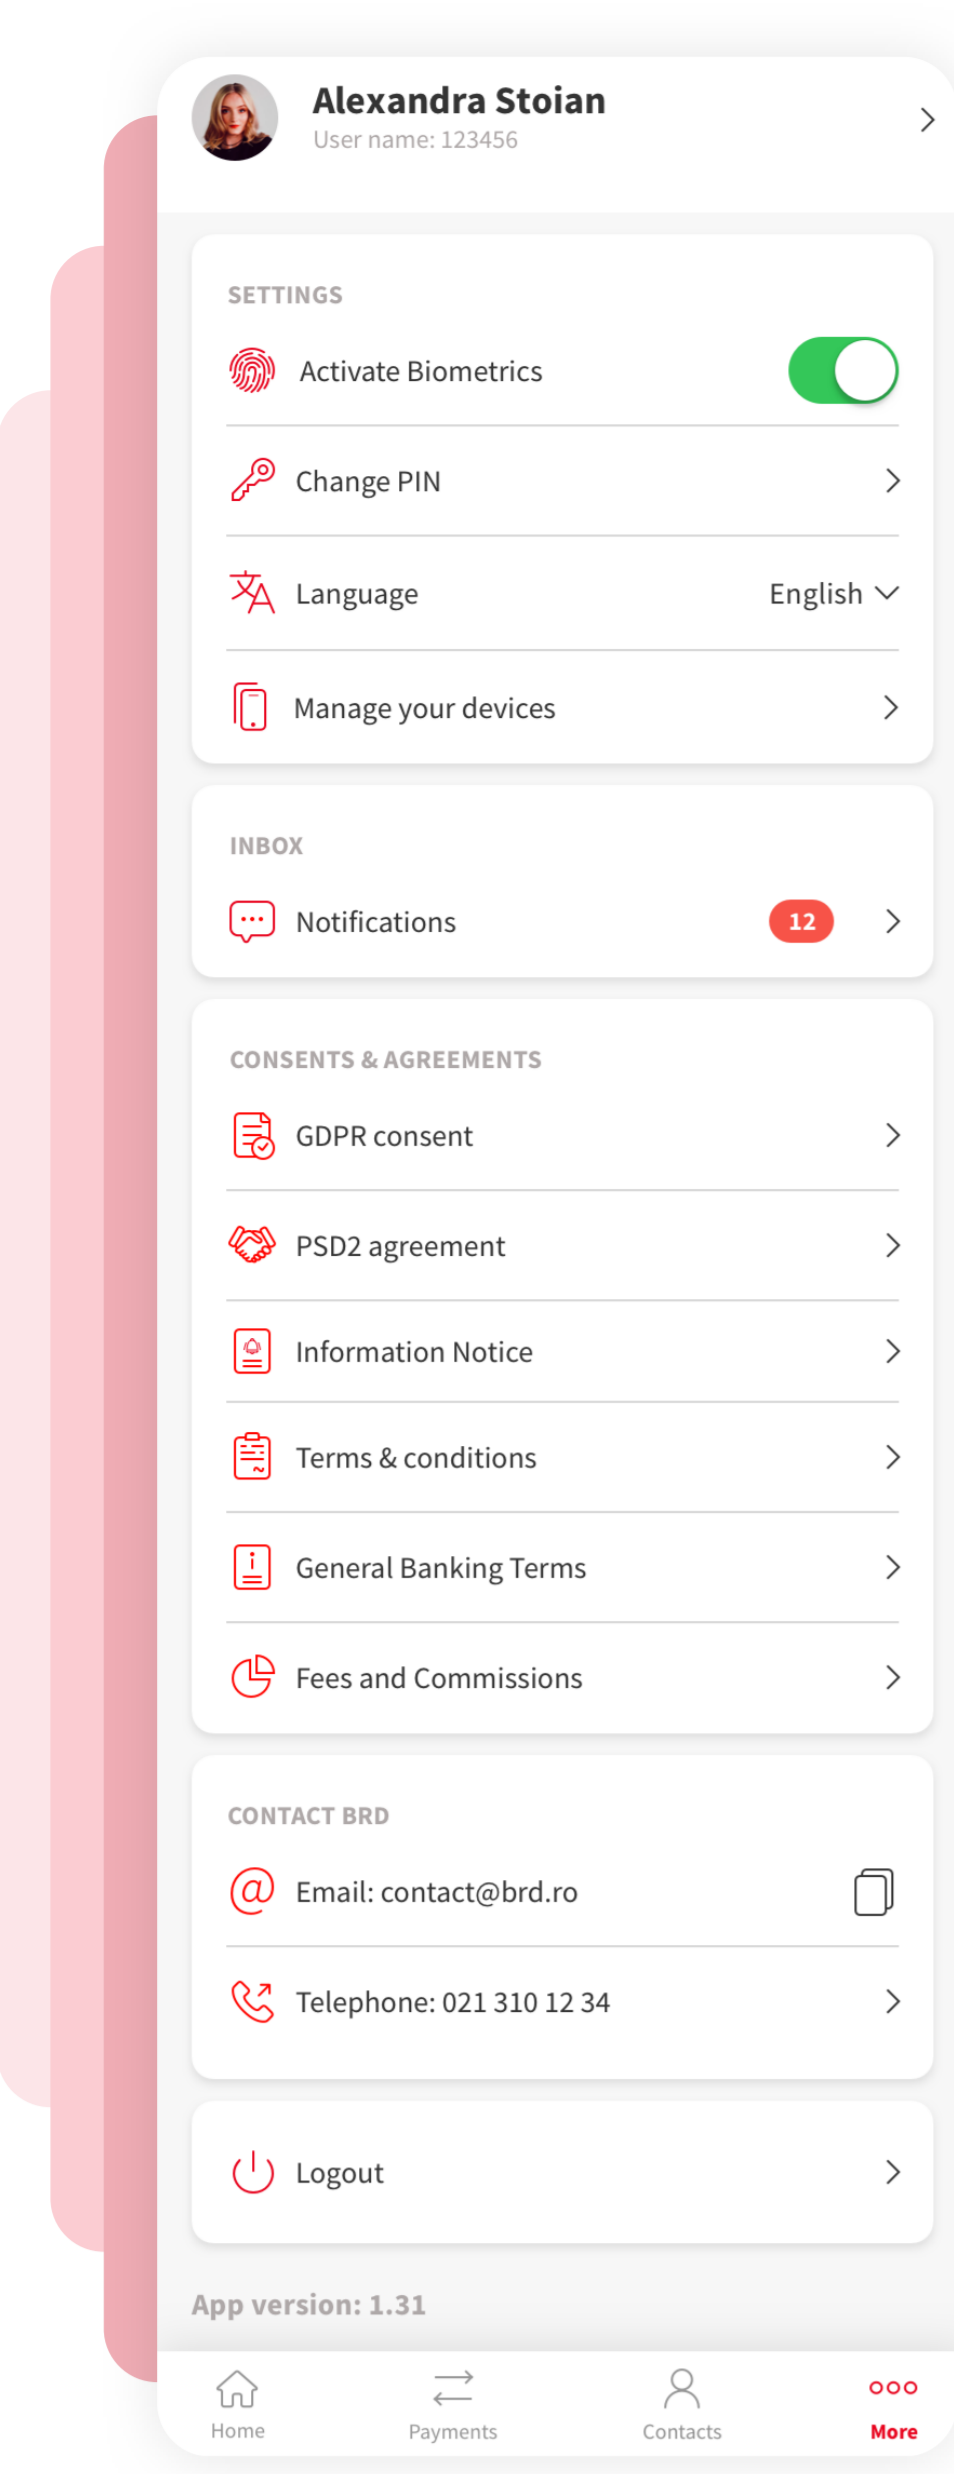 Alexandra Stoian
User name: 123456
SETTINGS
Activate Biometrics
Change PIN
Language English
Manage your devices
INBOX
Notifications 12
CONSENTS & AGREEMENTS
GDPR consent
PSD2 agreement
Information Notice
Terms & conditions
General Banking Terms
Fees and Commissions
CONTACT BRD
Email: contact@brd.ro
Telephone: 021 310 12 34
Logout
App version: 1.31
Home Payments Contacts More